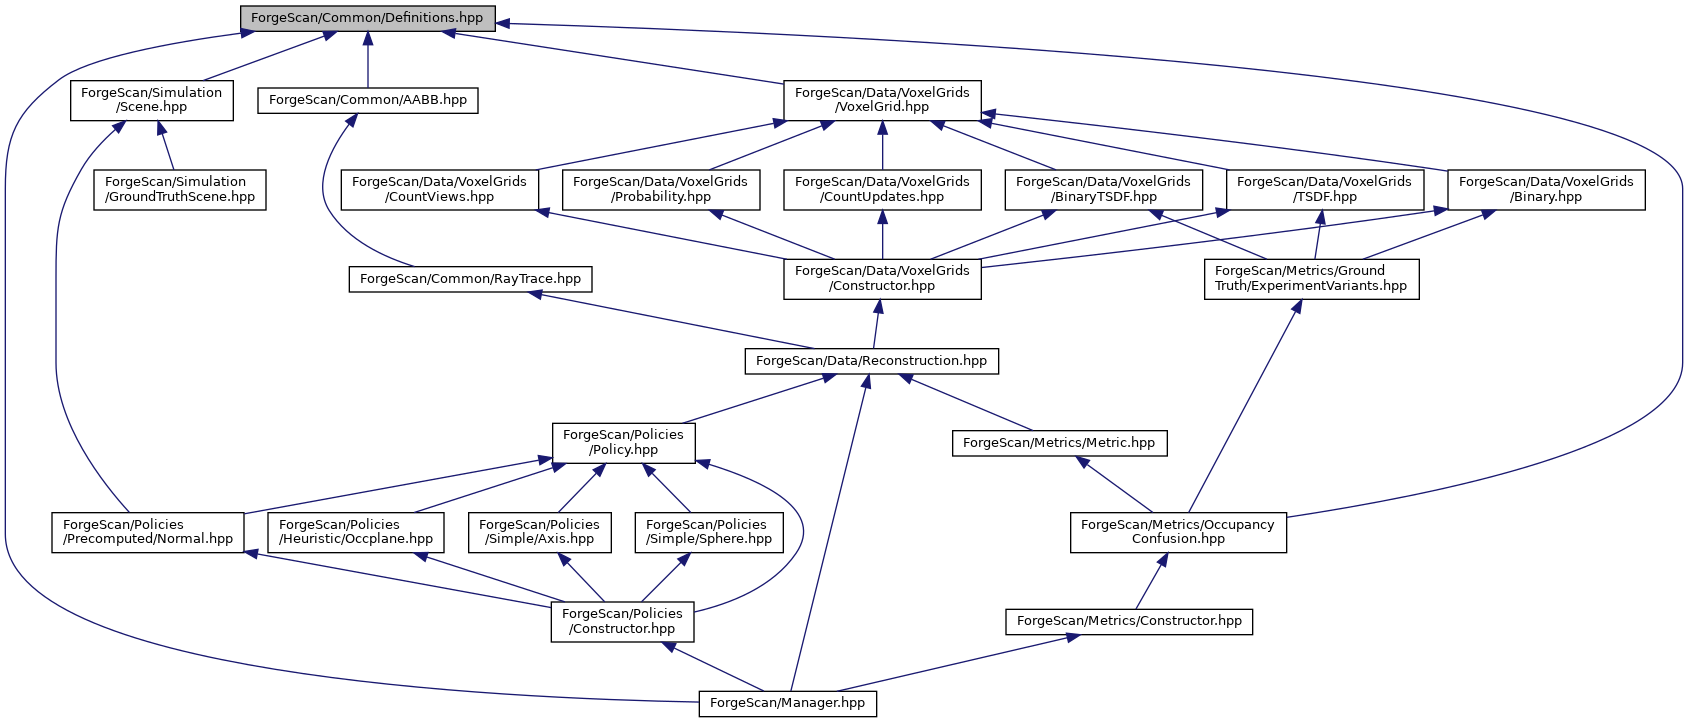 ForgeScan/Common/Definitions.hpp
ForgeScan/Simulation
/Scene.hpp
ForgeScan/Common/AABB.hpp
ForgeScan/Data/VoxelGrids
/VoxelGrid.hpp
ForgeScan/Simulation
/GroundTruthScene.hpp
ForgeScan/Data/VoxelGrids
/CountViews.hpp
ForgeScan/Data/VoxelGrids
/Probability.hpp
ForgeScan/Data/VoxelGrids
/CountUpdates.hpp
ForgeScan/Data/VoxelGrids
/BinaryTSDF.hpp
ForgeScan/Data/VoxelGrids
/TSDF.hpp
ForgeScan/Data/VoxelGrids
/Binary.hpp
ForgeScan/Common/RayTrace.hpp
ForgeScan/Data/VoxelGrids
/Constructor.hpp
ForgeScan/Metrics/Ground
Truth/ExperimentVariants.hpp
ForgeScan/Data/Reconstruction.hpp
ForgeScan/Policies
/Policy.hpp
ForgeScan/Metrics/Metric.hpp
ForgeScan/Policies
/Precomputed/Normal.hpp
ForgeScan/Policies
/Heuristic/Occplane.hpp
ForgeScan/Policies
/Simple/Axis.hpp
ForgeScan/Policies
/Simple/Sphere.hpp
ForgeScan/Metrics/Occupancy
Confusion.hpp
ForgeScan/Policies
/Constructor.hpp
ForgeScan/Metrics/Constructor.hpp
ForgeScan/Manager.hpp